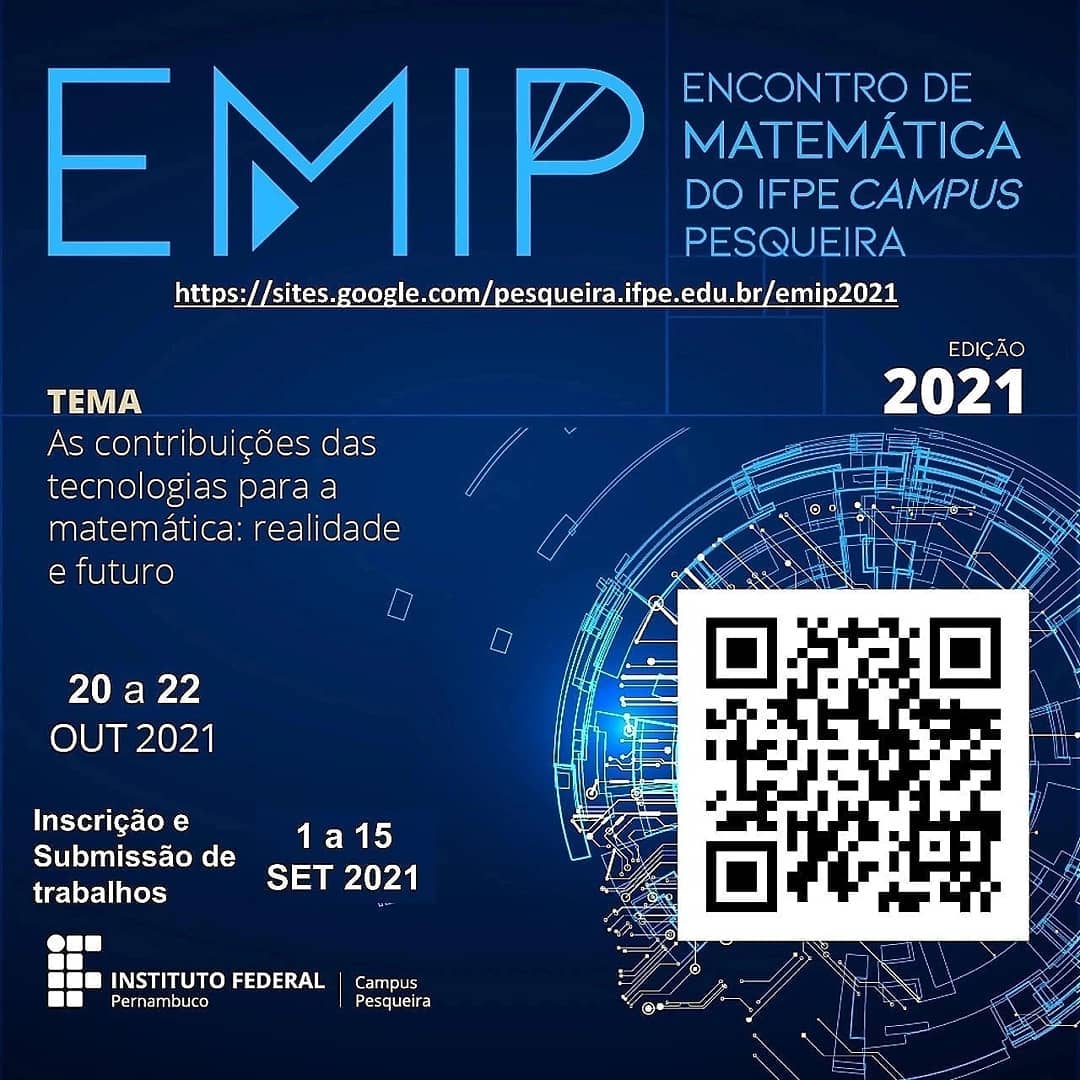 EMIP
ENCONTRO DE
MATEMÁTICA
DO IFPE CAMPUS
PESQUEIRA
https://sites.google.com/pesqueira.ifpe.edu.br/emip2021
EDIÇÃO
2021
TEMA
As contribuições das
tecnologias para a
matemática: realidade
e futuro
20 a 22
OUT 2021
Inscrição e
Submissão de
trabalhos
1 a 15
SET 2021
INSTITUTO FEDERAL
Pernambuco
Campus
Pesqueira